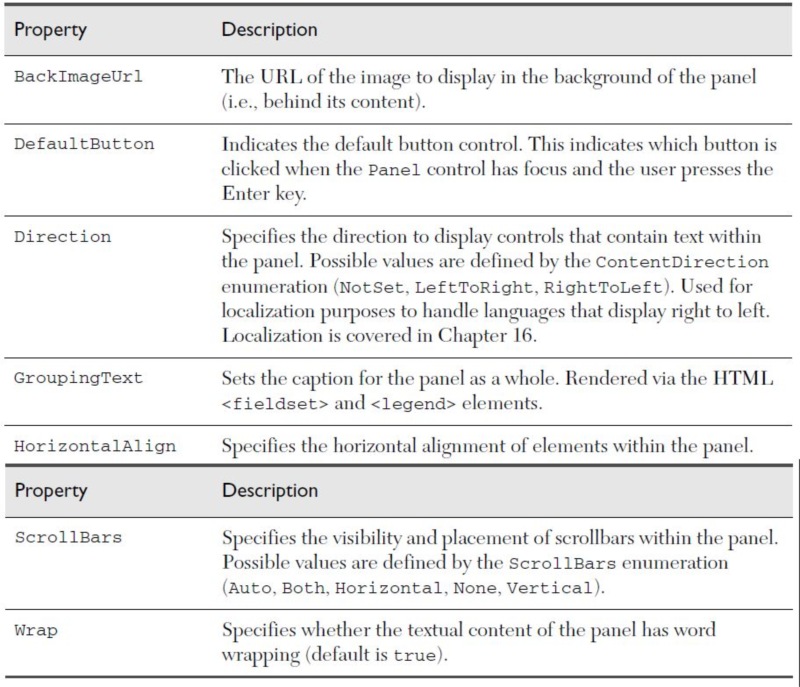 Property Description
BackImageUrl The URL of the image to display in the background of the panel
(i.e., behind its content).
DefaultButton Indicates the default button control. This indicates which button is
clicked when the Panel control has focus and the user presses the
Enter key.
Direction Specifies the direction to display controls that contain text within
the panel. Possible values are defined by the ContentDirection
enumeration (NotSet, LeftToRight, RightToLeft). Used for
localization purposes to handle languages that display right to left.
Localization is covered in Chapter 16.
GroupingText Sets the caption for the panel as a whole. Rendered via the HTML
<fieldset> and <legend> elements.
HorizontalAlign Specifies the horizontal alignment of elements within the panel.
Property Description
ScrollBars Specifies the visibility and placement of scrollbars within the panel.
Possible values are defined by the ScrollBars enumeration
(Auto, Both, Horizontal, None, Vertical).
Wrap Specifies whether the textual content of the panel has word
wrapping (default is true).